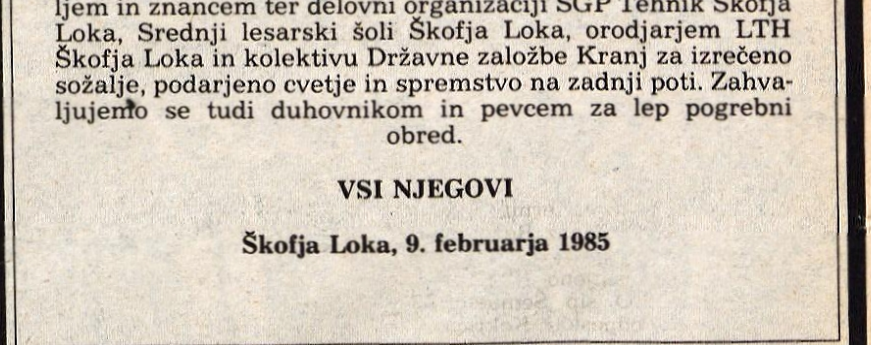 ljem in znancem ter delovni organizaciji SGP Tehnik Škofja
Loka, Srednji lesarski šoli Škofja Loka, orodjarjem LTH
Škofja Loka in kolektivu Državne založbe Kranj za izrečeno
sožalje, podarjeno cvetje in spremstvo na zadnji poti. Zahva-
ljujemo se tudi duhovnikom in pevcem za lep pogrebni
obred.
VSI NJEGOVI
Škofja Loka, 9. februarja 1985